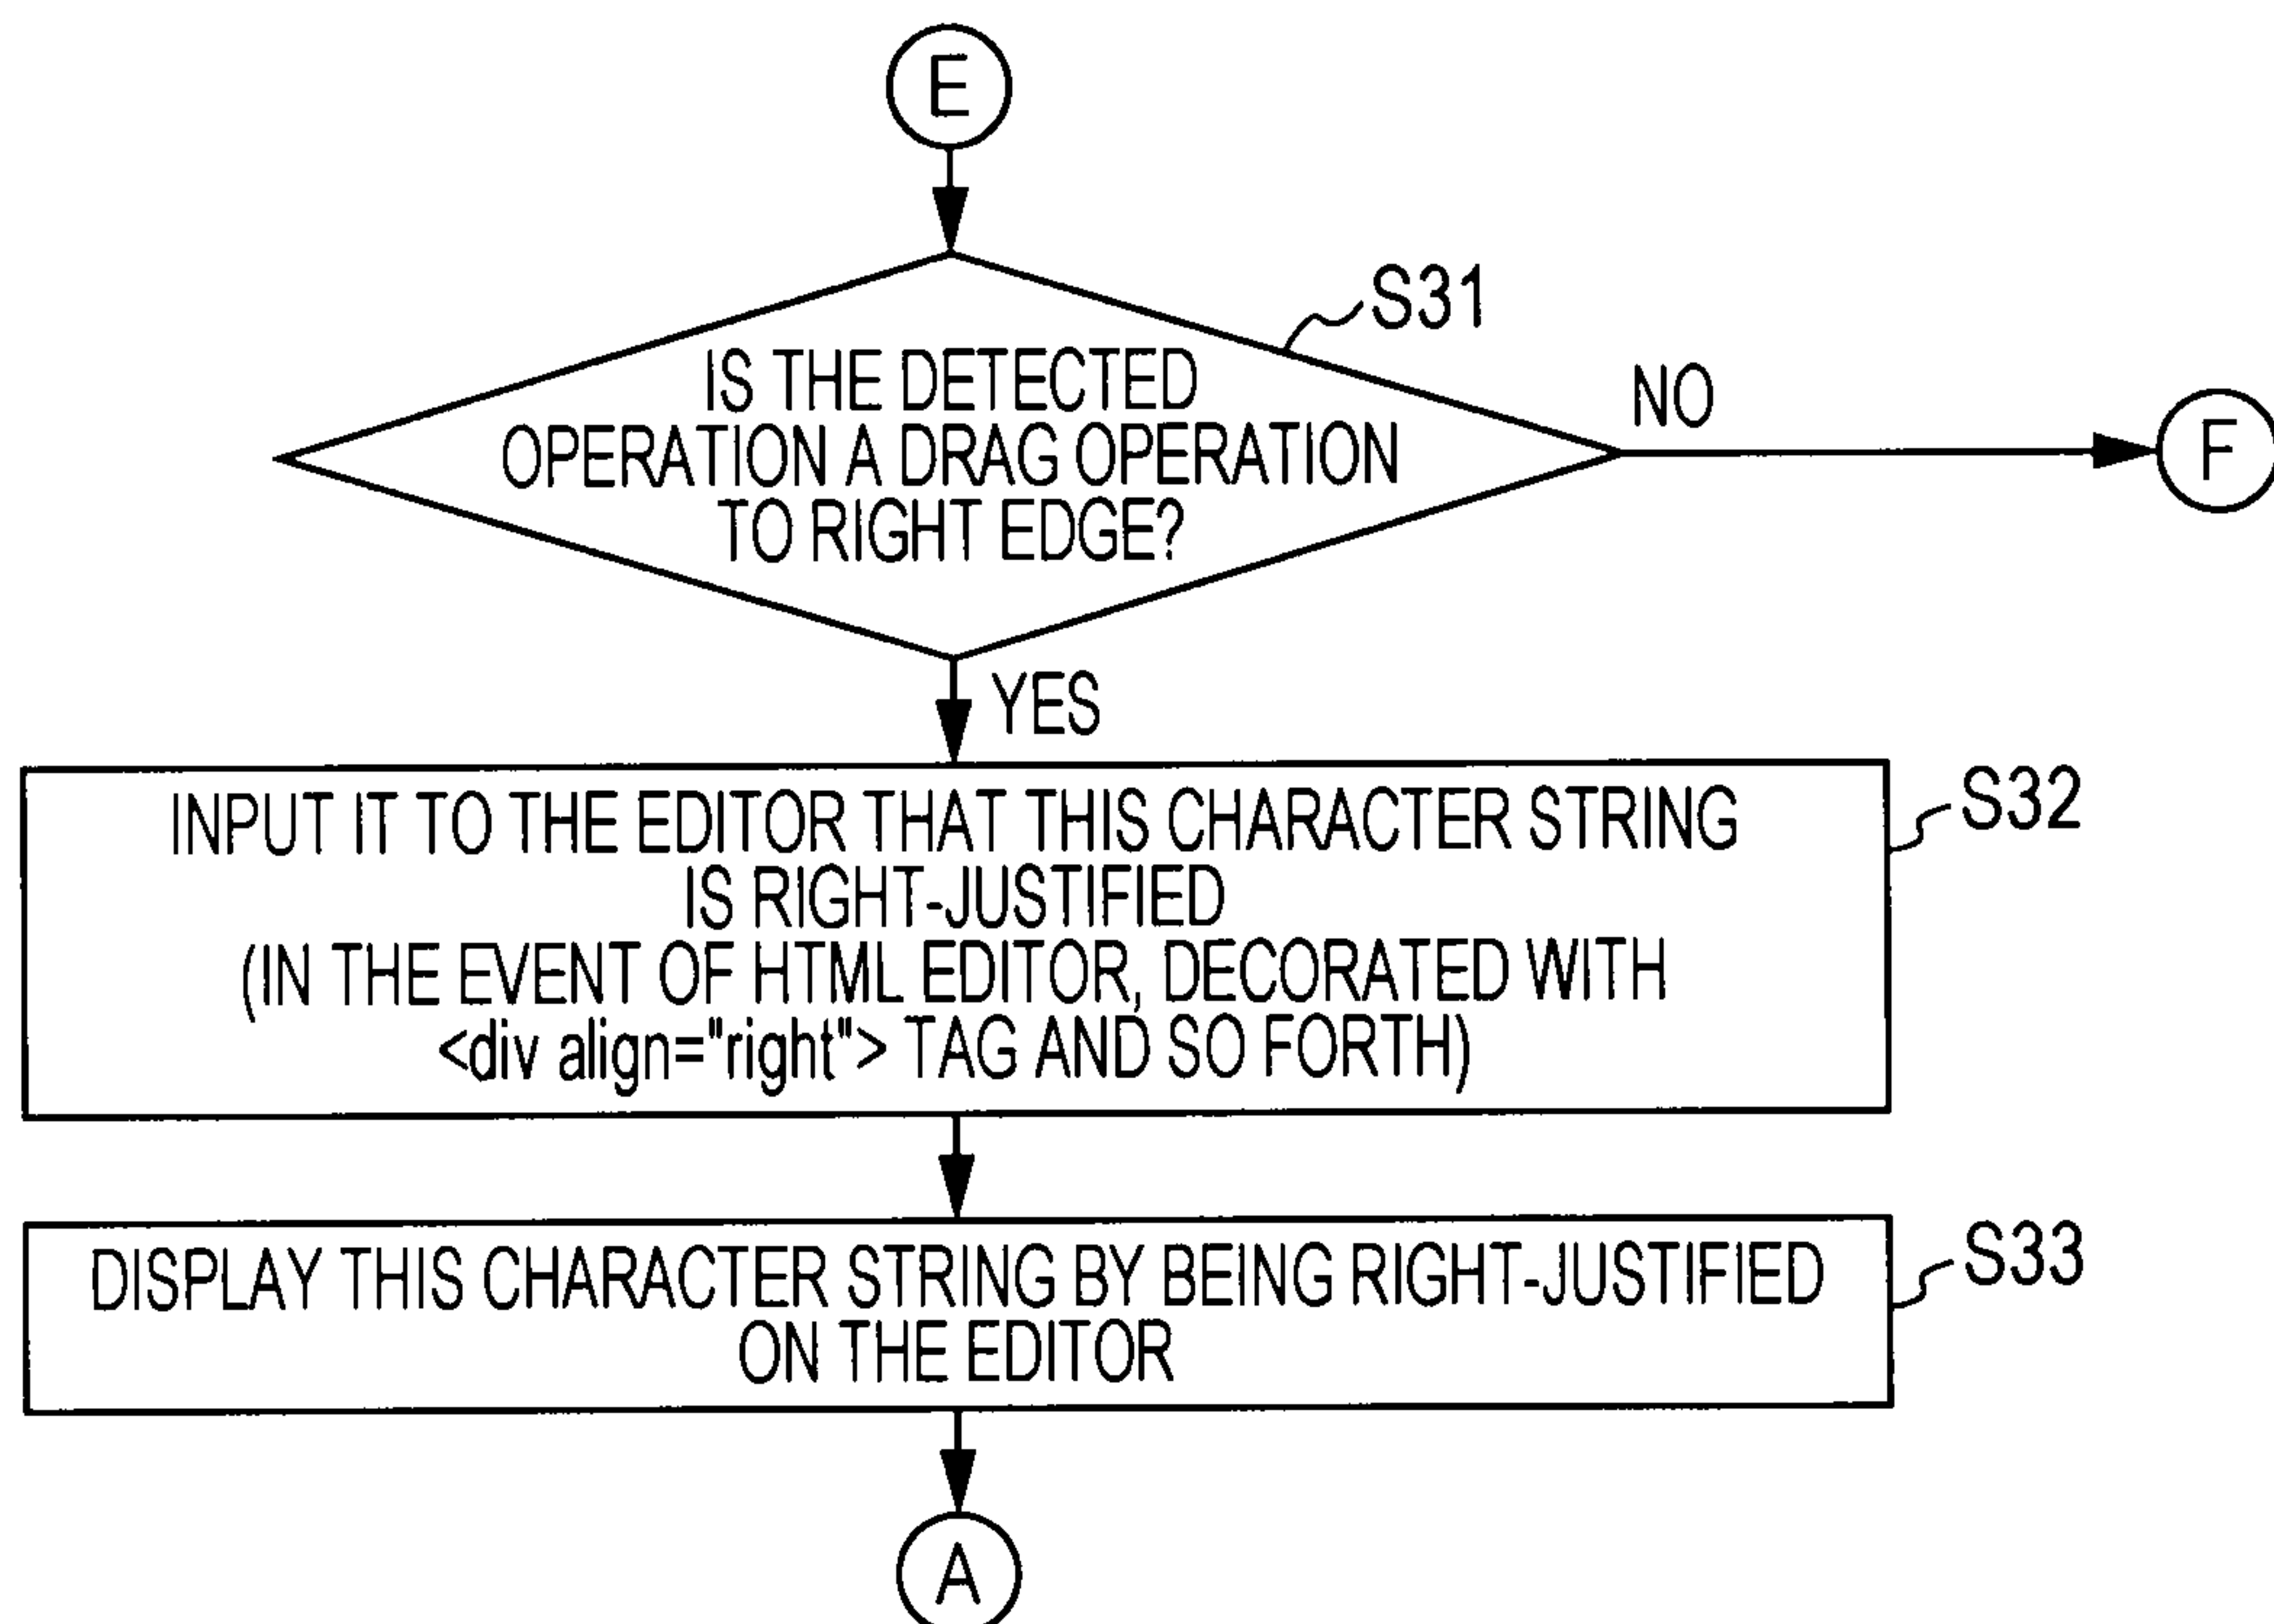 E
S31
IS THE DETECTED
OPERATION A DRAG OPERATION
TO RIGHT EDGE?
NO
F
YES
INPUT IT TO THE EDITOR THAT THIS CHARACTER STRING
IS RIGHT-JUSTIFIED
(IN THE EVENT OF HTML EDITOR, DECORATED WITH
<div align="right"> TAG AND SO FORTH)
S32
DISPLAY THIS CHARACTER STRING BY BEING RIGHT-JUSTIFIED
ON THE EDITOR
S33
A